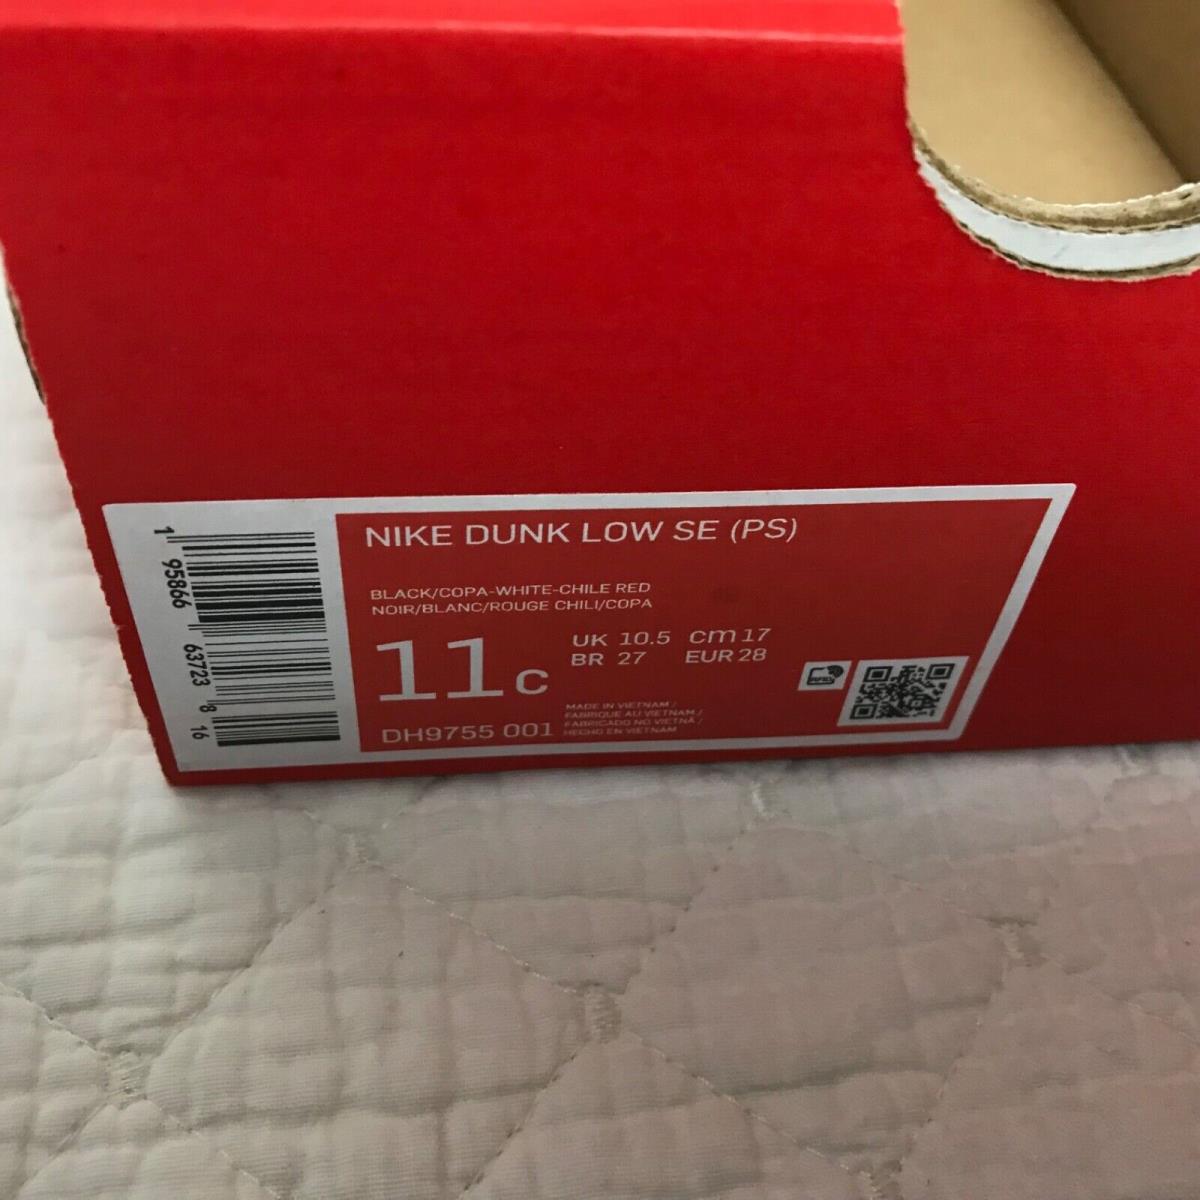 NIKE DUNK LOW SE (PS)
BLACK/COPA-WHITE-CHILE RED
NOIR/BLANC/ROUGE CHILI/COPA
11c
UK 10.5 cm 17
BR 27 EUR 28
DH9755 001
MADE IN VIETNAM /
FABRIQUE AU VIETNAM /
FABRICADO NO VIETNÃ /
HECHO EN VIETNAM
1 95866 63723 8 16